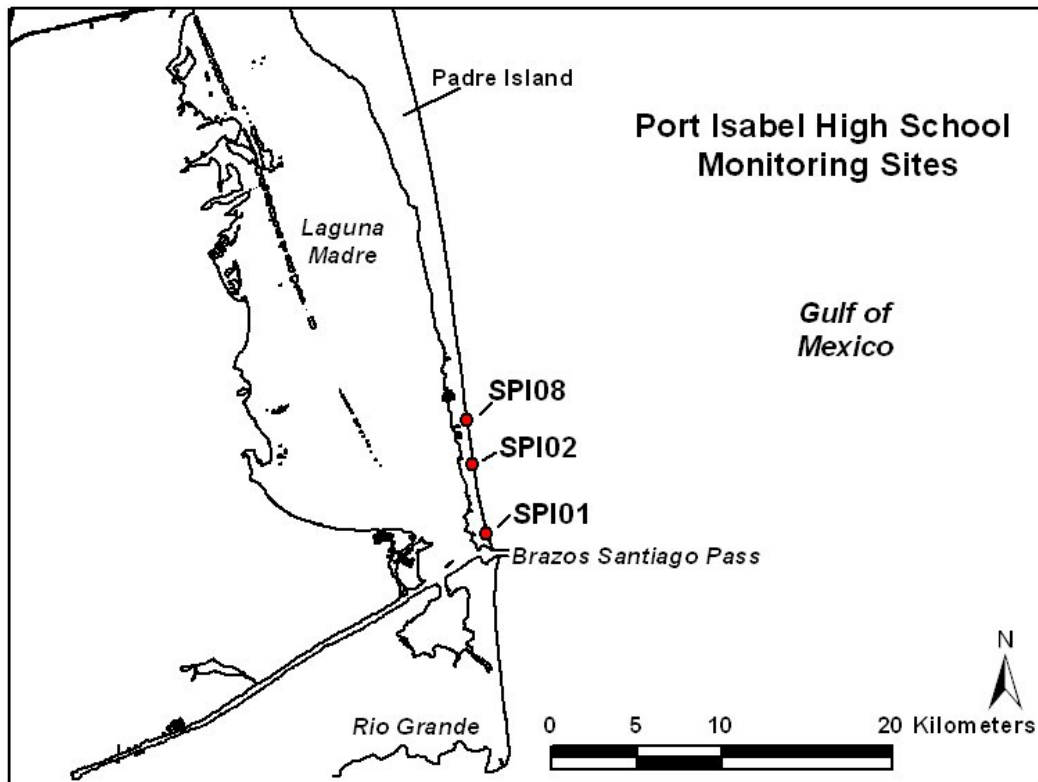 Padre Island
Port Isabel High School
Monitoring Sites
Laguna
Madre
Gulf of
Mexico
SPI08
SPI02
SPI01
Brazos Santiago Pass
N
Rio Grande
0 5 10 20 Kilometers